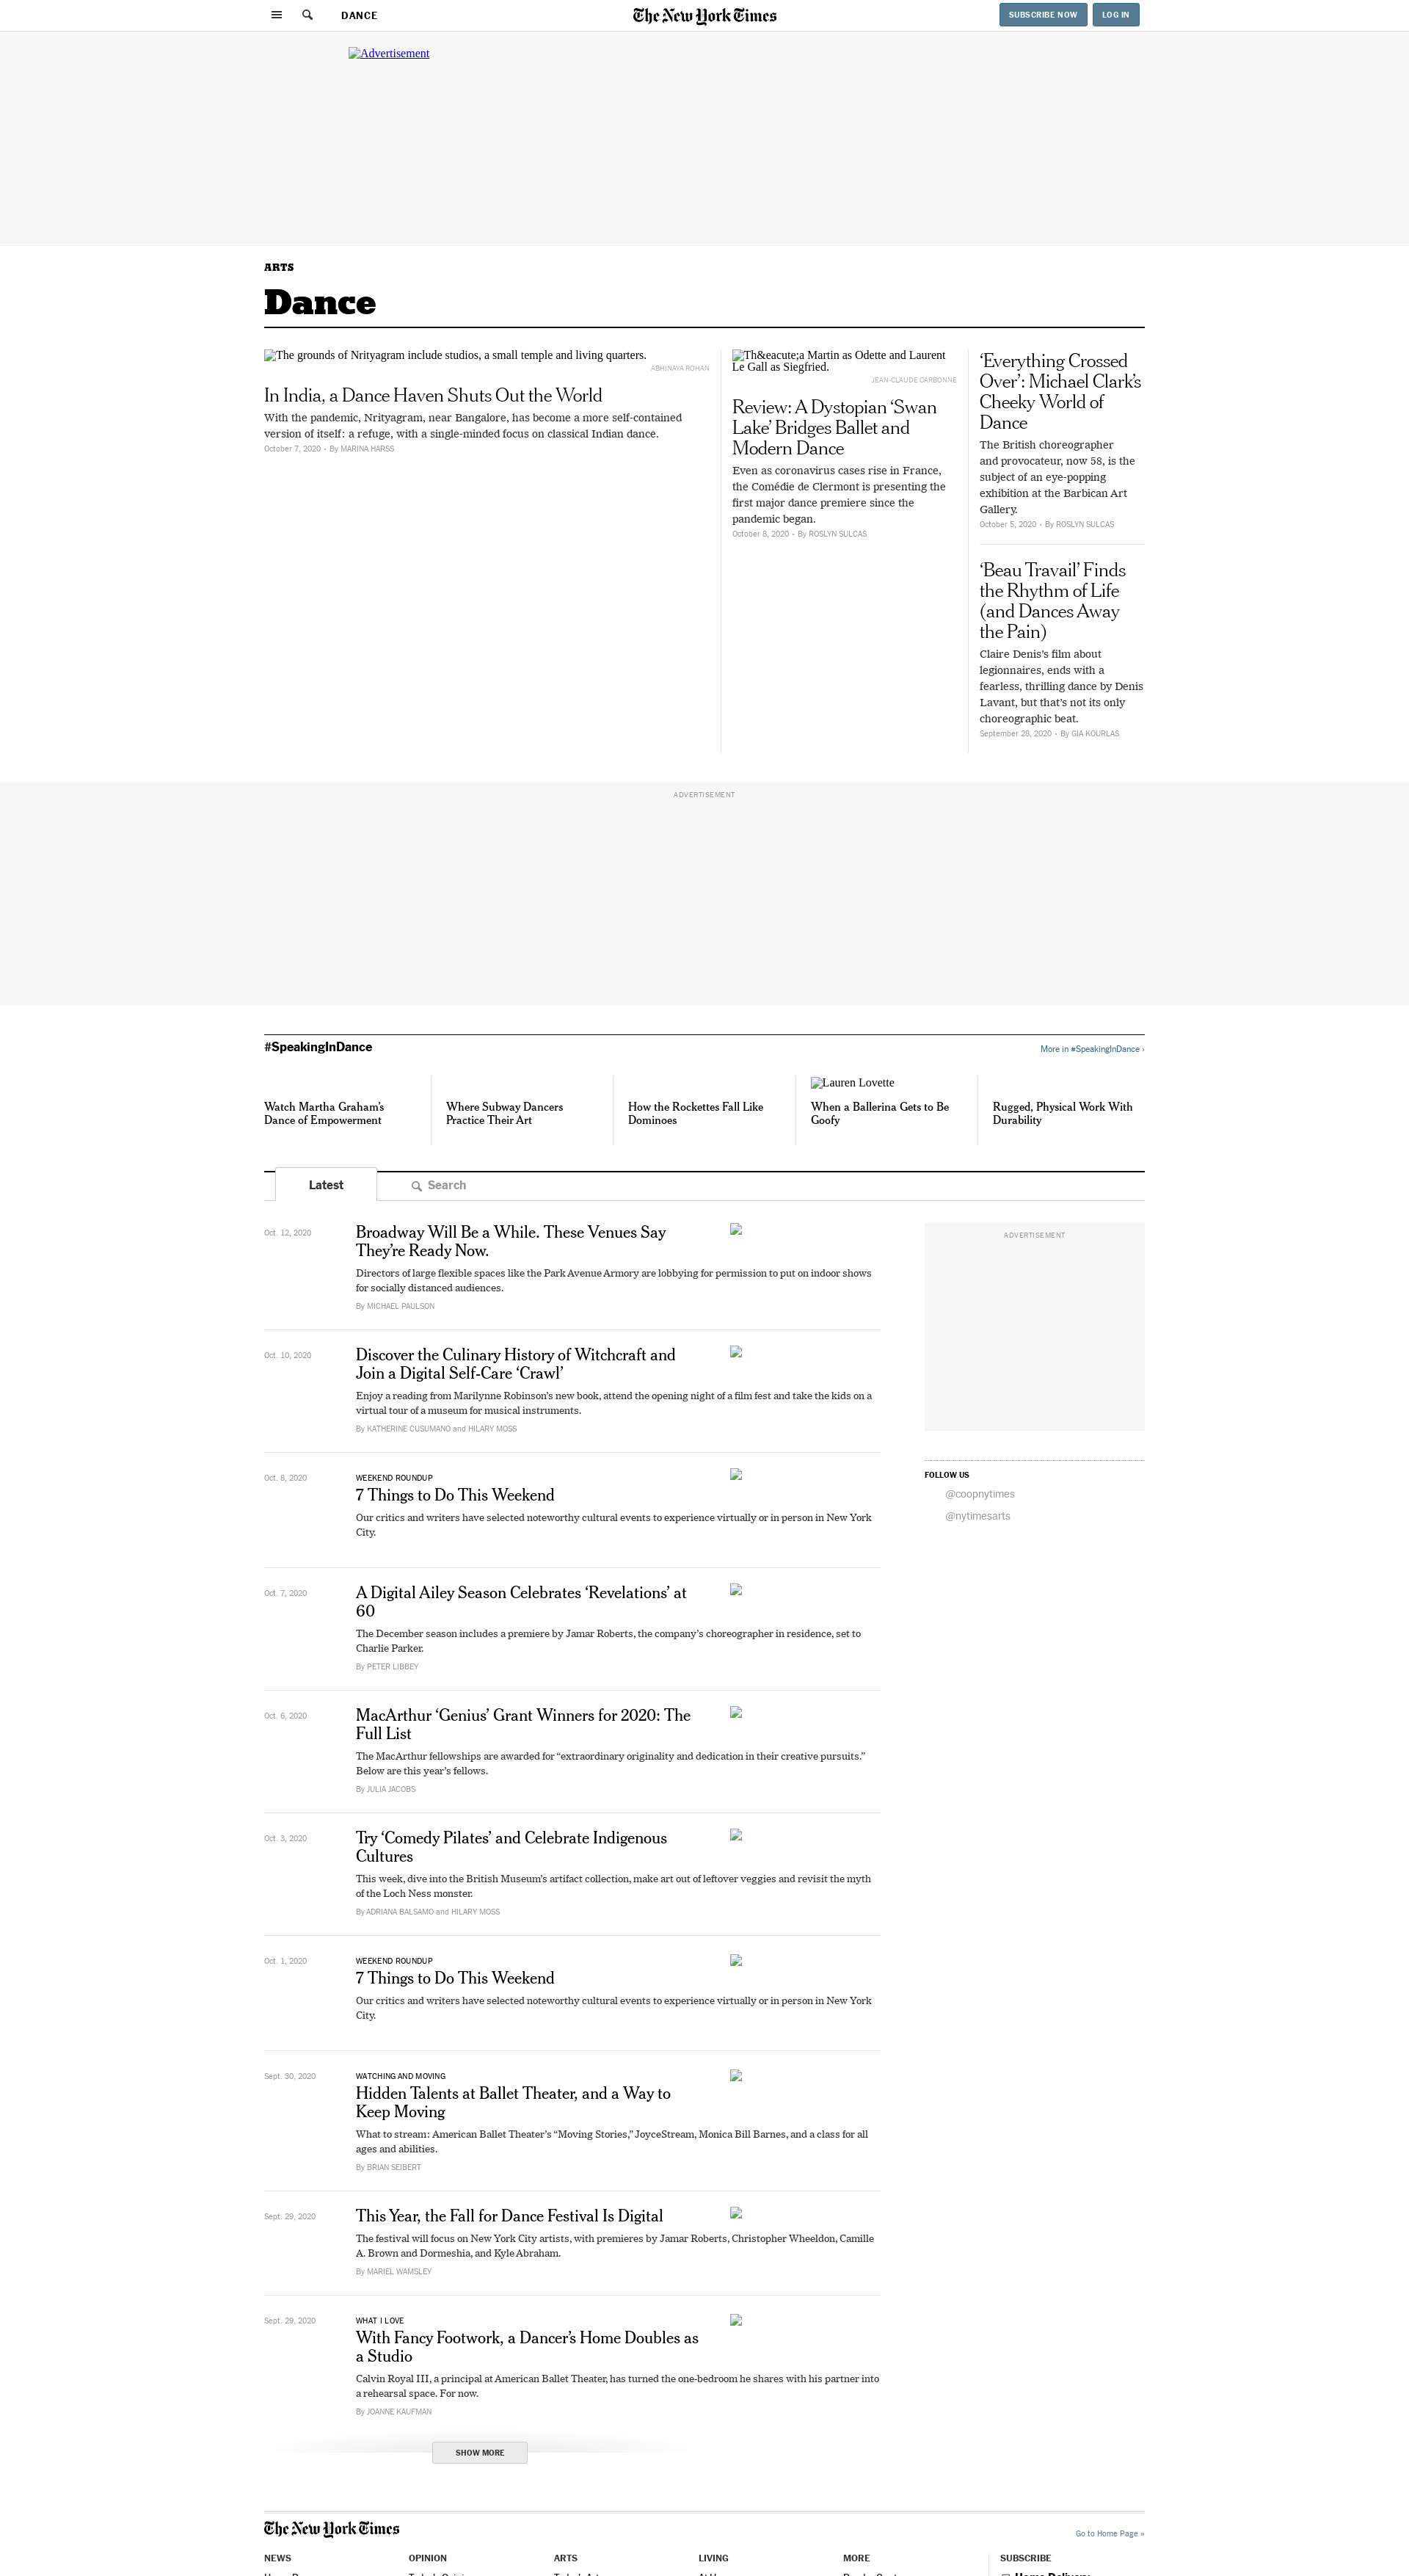 DANCE
The New York Times
SUBSCRIBE NOW
LOG IN
Advertisement
ARTS
Dance
The grounds of Nrityagram include studios, a small temple and living quarters.
ABHINAYA ROHAN
In India, a Dance Haven Shuts Out the World
With the pandemic, Nrityagram, near Bangalore, has become a more self-contained
version of itself: a refuge, with a single-minded focus on classical Indian dance.
October 7, 2020 • By MARINA HARSS
Th&eacute;a Martin as Odette and Laurent
Le Gall as Siegfried.
JEAN-CLAUDE CARBONNE
Review: A Dystopian ‘Swan
Lake’ Bridges Ballet and
Modern Dance
Even as coronavirus cases rise in France,
the Comédie de Clermont is presenting the
first major dance premiere since the
pandemic began.
October 8, 2020 • By ROSLYN SULCAS
‘Everything Crossed
Over’: Michael Clark’s
Cheeky World of
Dance
The British choreographer
and provocateur, now 58, is the
subject of an eye-popping
exhibition at the Barbican Art
Gallery.
October 5, 2020 • By ROSLYN SULCAS
‘Beau Travail’ Finds
the Rhythm of Life
(and Dances Away
the Pain)
Claire Denis’s film about
legionnaires, ends with a
fearless, thrilling dance by Denis
Lavant, but that’s not its only
choreographic beat.
September 28, 2020 • By GIA KOURLAS
ADVERTISEMENT
#SpeakingInDance
More in #SpeakingInDance ›
Watch Martha Graham’s
Dance of Empowerment
Where Subway Dancers
Practice Their Art
How the Rockettes Fall Like
Dominoes
Lauren Lovette
When a Ballerina Gets to Be
Goofy
Rugged, Physical Work With
Durability
Latest
Search
Oct. 12, 2020
Broadway Will Be a While. These Venues Say
They’re Ready Now.
Directors of large flexible spaces like the Park Avenue Armory are lobbying for permission to put on indoor shows
for socially distanced audiences.
By MICHAEL PAULSON
ADVERTISEMENT
Oct. 10, 2020
Discover the Culinary History of Witchcraft and
Join a Digital Self-Care ‘Crawl’
Enjoy a reading from Marilynne Robinson’s new book, attend the opening night of a film fest and take the kids on a
virtual tour of a museum for musical instruments.
By KATHERINE CUSUMANO and HILARY MOSS
FOLLOW US
@coopnytimes
@nytimesarts
Oct. 8, 2020
WEEKEND ROUNDUP
7 Things to Do This Weekend
Our critics and writers have selected noteworthy cultural events to experience virtually or in person in New York
City.
Oct. 7, 2020
A Digital Ailey Season Celebrates ‘Revelations’ at
60
The December season includes a premiere by Jamar Roberts, the company’s choreographer in residence, set to
Charlie Parker.
By PETER LIBBEY
Oct. 6, 2020
MacArthur ‘Genius’ Grant Winners for 2020: The
Full List
The MacArthur fellowships are awarded for “extraordinary originality and dedication in their creative pursuits.”
Below are this year’s fellows.
By JULIA JACOBS
Oct. 3, 2020
Try ‘Comedy Pilates’ and Celebrate Indigenous
Cultures
This week, dive into the British Museum’s artifact collection, make art out of leftover veggies and revisit the myth
of the Loch Ness monster.
By ADRIANA BALSAMO and HILARY MOSS
Oct. 1, 2020
WEEKEND ROUNDUP
7 Things to Do This Weekend
Our critics and writers have selected noteworthy cultural events to experience virtually or in person in New York
City.
Sept. 30, 2020
WATCHING AND MOVING
Hidden Talents at Ballet Theater, and a Way to
Keep Moving
What to stream: American Ballet Theater’s “Moving Stories,” JoyceStream, Monica Bill Barnes, and a class for all
ages and abilities.
By BRIAN SEIBERT
Sept. 29, 2020
This Year, the Fall for Dance Festival Is Digital
The festival will focus on New York City artists, with premieres by Jamar Roberts, Christopher Wheeldon, Camille
A. Brown and Dormeshia, and Kyle Abraham.
By MARIEL WAMSLEY
Sept. 29, 2020
WHAT I LOVE
With Fancy Footwork, a Dancer’s Home Doubles as
a Studio
Calvin Royal III, a principal at American Ballet Theater, has turned the one-bedroom he shares with his partner into
a rehearsal space. For now.
By JOANNE KAUFMAN
SHOW MORE
The New York Times
Go to Home Page »
NEWS
OPINION
ARTS
LIVING
MORE
SUBSCRIBE